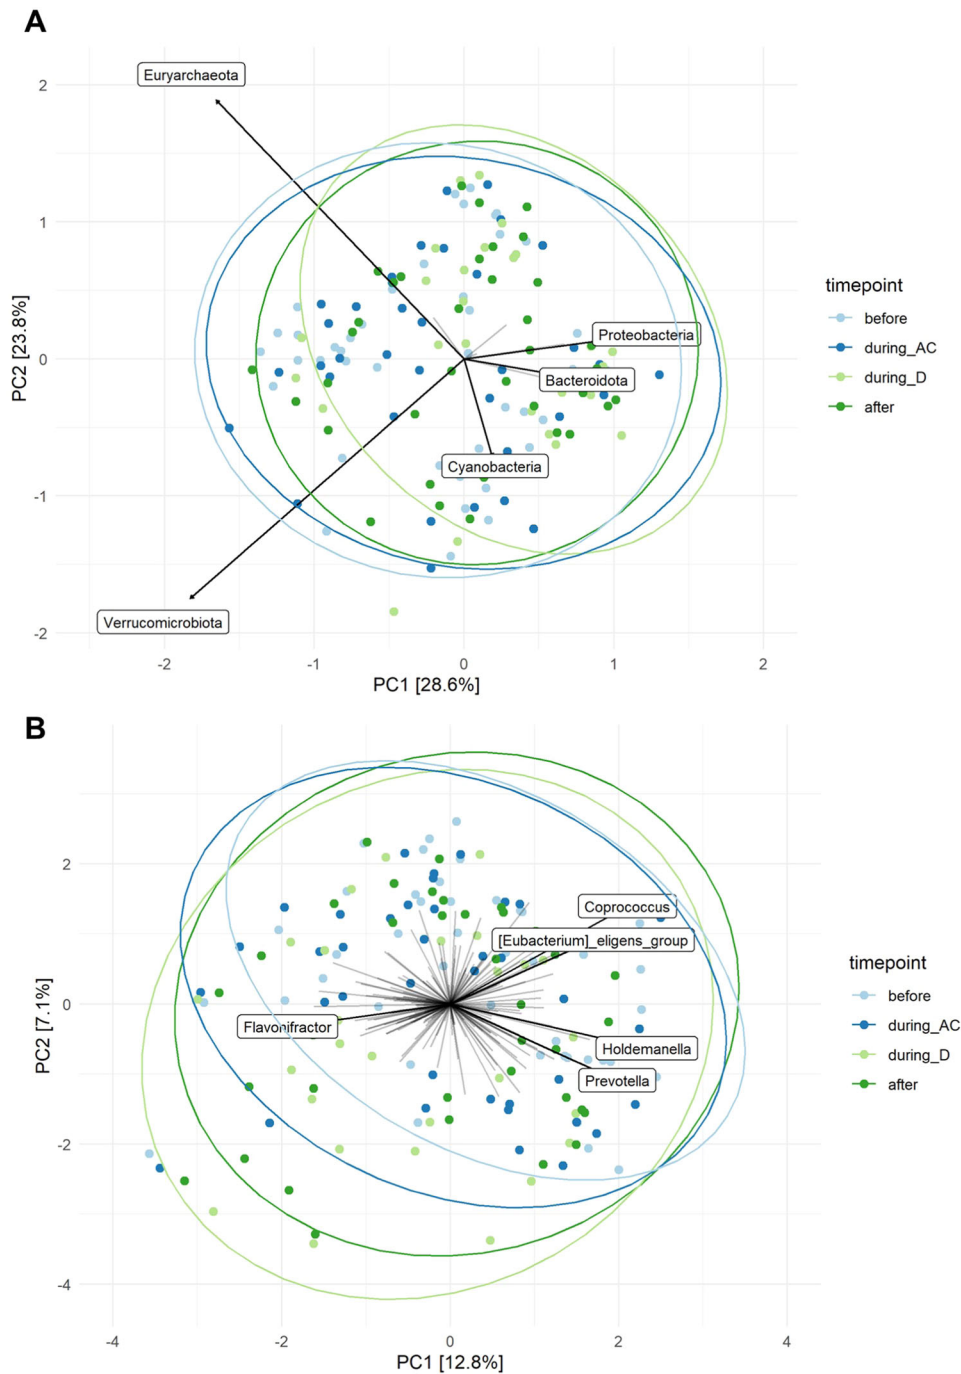 A
Euryarchaeota
2
1
0
-1
-2
PC2 [23.8%]
Proteobacteria
Bacteroidota
Cyanobacteria
Verrucomicrobiota
-2
-1
0
1
2
PC1 [28.6%]
timepoint
before
during_AC
during_D
after
B
2
0
-2
-4
PC2 [7.1%]
Coprococcus
[Eubacterium]_eligens_group
Flavonifractor
Holdemanella
Prevotella
-4
-2
0
2
4
PC1 [12.8%]
timepoint
before
during_AC
during_D
after